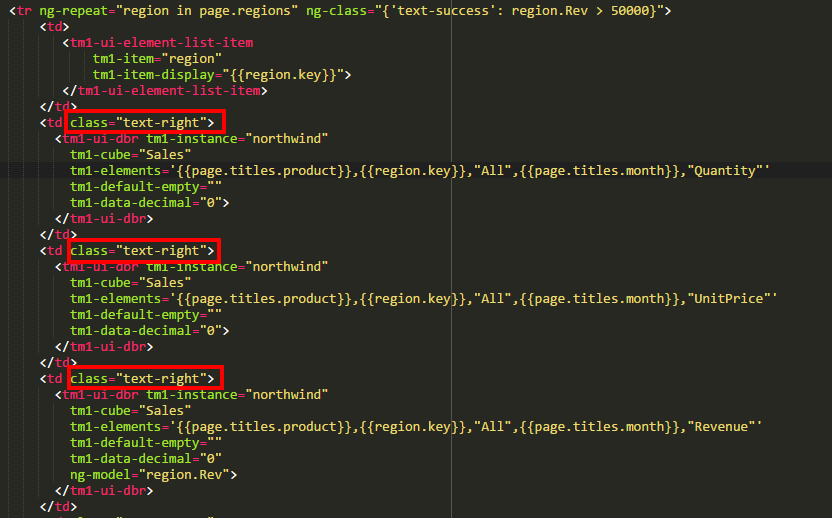 <tr ng-repeat="region in page.regions" ng-class="{'text-success': region.Rev > 50000}">
<td>
<tm1-ui-element-list-item
tm1-item="region"
tm1-item-display="{{region.key}}">
</tm1-ui-element-list-item>
</td>
<td class="text-right">
<tm1-ui-dbr tm1-instance="northwind"
tm1-cube="Sales"
tm1-elements='{{page.titles.product}},{{region.key}},"All",{{page.titles.month}},"Quantity"'
tm1-default-empty=""
tm1-data-decimal="0">
</tm1-ui-dbr>
</td>
<td class="text-right">
<tm1-ui-dbr tm1-instance="northwind"
tm1-cube="Sales"
tm1-elements='{{page.titles.product}},{{region.key}},"All",{{page.titles.month}},"UnitPrice"'
tm1-default-empty=""
tm1-data-decimal="0">
</tm1-ui-dbr>
</td>
<td class="text-right">
<tm1-ui-dbr tm1-instance="northwind"
tm1-cube="Sales"
tm1-elements='{{page.titles.product}},{{region.key}},"All",{{page.titles.month}},"Revenue"'
tm1-default-empty=""
tm1-data-decimal="0"
ng-model="region.Rev">
</tm1-ui-dbr>
</td>